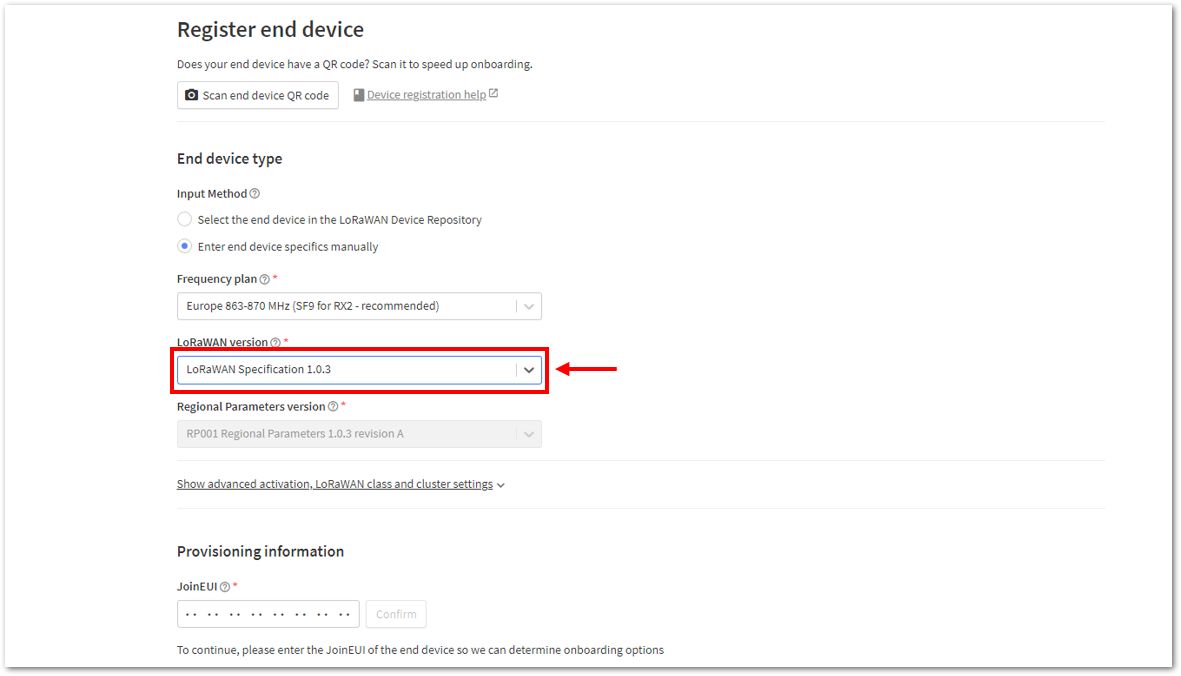 Register end device
Does your end device have a QR code? Scan it to speed up onboarding.
Scan end device QR code
Device registration help
End device type
Input Method
Select the end device in the LoRaWAN Device Repository
Enter end device specifics manually
Frequency plan *
Europe 863-870 MHz (SF9 for RX2 - recommended)
LoRaWAN version *
LoRaWAN Specification 1.0.3
Regional Parameters version *
RP001 Regional Parameters 1.0.3 revision A
Show advanced activation, LoRaWAN class and cluster settings
Provisioning information
JoinEUI *
·· ·· ·· ·· ·· ·· ·· ··
Confirm
To continue, please enter the JoinEUI of the end device so we can determine onboarding options